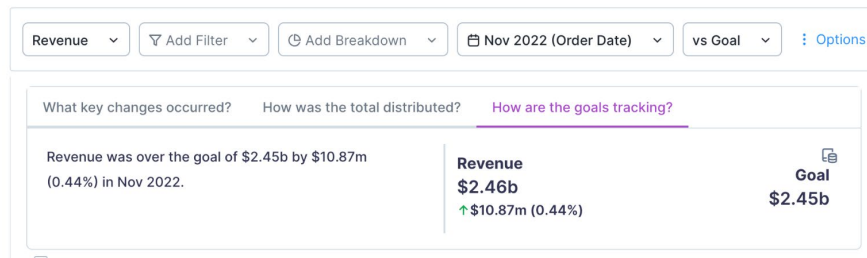 Revenue Add Filter Add Breakdown Nov 2022 (Order Date) vs Goal Options
What key changes occurred? How was the total distributed? How are the goals tracking?
Revenue was over the goal of $2.45b by $10.87m
(0.44%) in Nov 2022.
Revenue
$2.46b
↑$10.87m (0.44%)
Goal
$2.45b